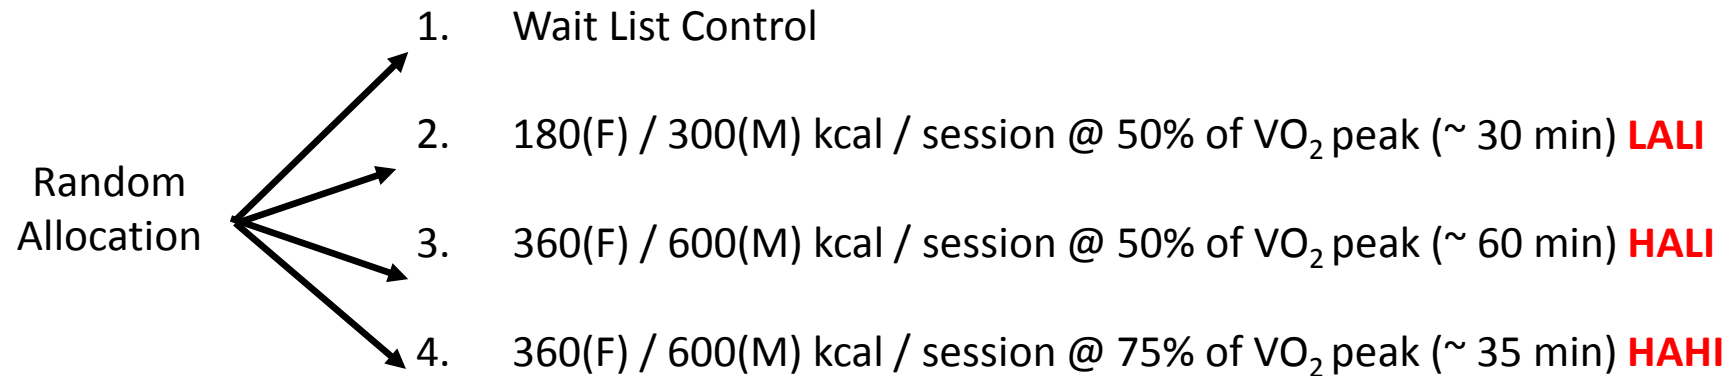 1. Wait List Control
2. 180(F) / 300(M) kcal / session @ 50% of VO₂ peak (~ 30 min) LALI
Random
Allocation
3. 360(F) / 600(M) kcal / session @ 50% of VO₂ peak (~ 60 min) HALI
4. 360(F) / 600(M) kcal / session @ 75% of VO₂ peak (~ 35 min) HAHI